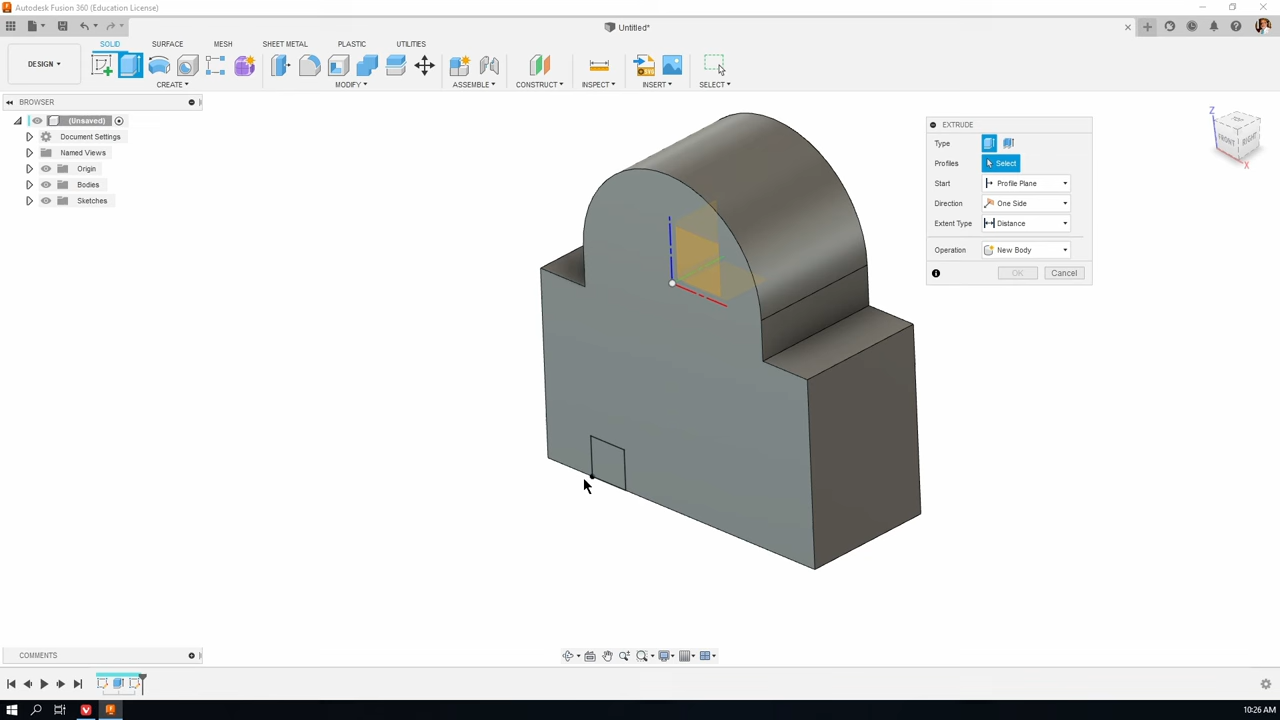 Autodesk Fusion 360 (Education License)
Untitled*
SOLID SURFACE MESH SHEET METAL PLASTIC UTILITIES
DESIGN
CREATE MODIFY ASSEMBLE CONSTRUCT INSPECT INSERT SELECT
BROWSER
(Unsaved)
Document Settings
Named Views
Origin
Bodies
Sketches
EXTRUDE
Type
Profiles Select
Start Profile Plane
Direction One Side
Extent Type Distance
Operation New Body
OK Cancel
Z
FRONT RIGHT
X
COMMENTS
10:26 AM